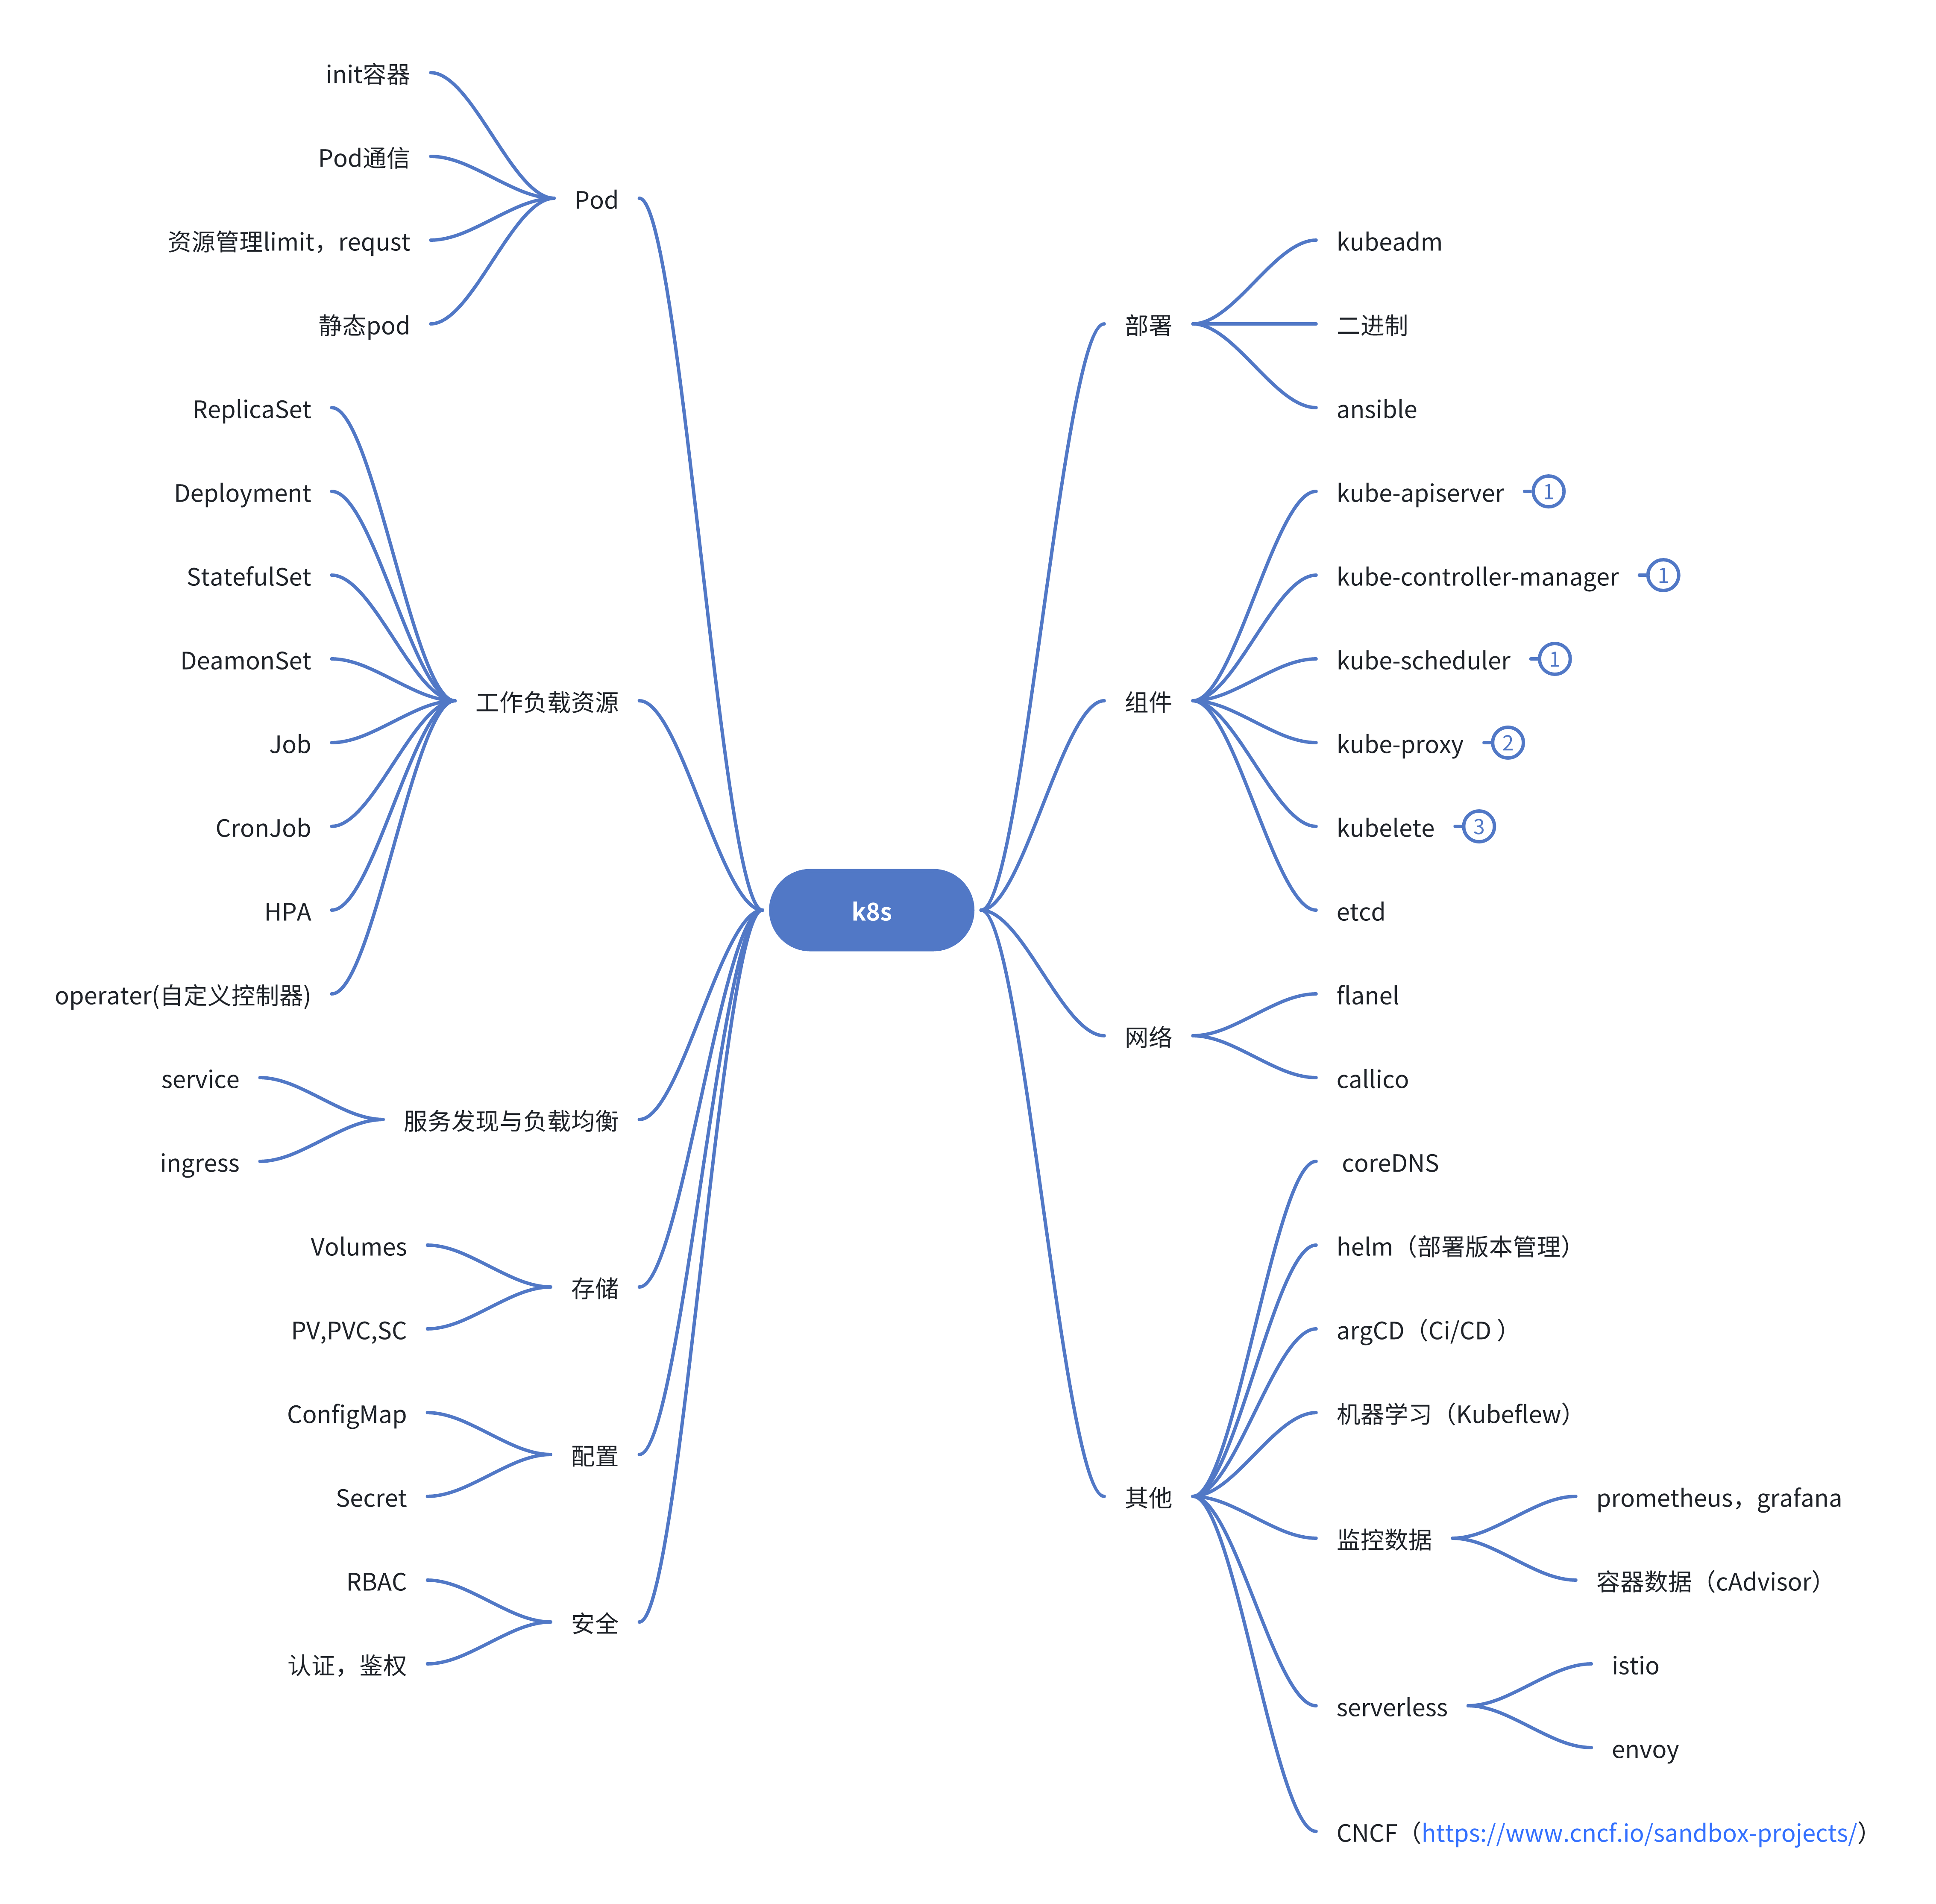 k8s
部署
kubeadm
二进制
ansible
组件
kube-apiserver 1
kube-controller-manager 1
kube-scheduler 1
kube-proxy 2
kubelete 3
etcd
网络
flanel
callico
其他
coreDNS
helm（部署版本管理）
argCD（Ci/CD ）
机器学习（Kubeflew）
监控数据
prometheus，grafana
容器数据（cAdvisor）
serverless
istio
envoy
CNCF（https://www.cncf.io/sandbox-projects/）
Pod
init容器
Pod通信
资源管理limit，requst
静态pod
工作负载资源
ReplicaSet
Deployment
StatefulSet
DeamonSet
Job
CronJob
HPA
operater(自定义控制器)
服务发现与负载均衡
service
ingress
存储
Volumes
PV,PVC,SC
配置
ConfigMap
Secret
安全
RBAC
认证，鉴权